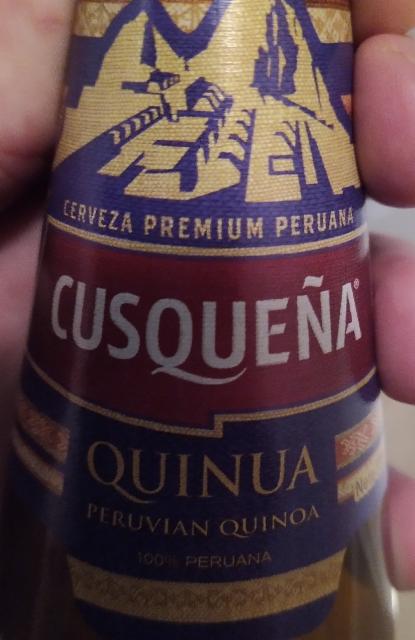 CERVEZA PREMIUM PERUANA
CUSQUEÑA®
QUINUA
PERUVIAN QUINOA
100% PERUANA